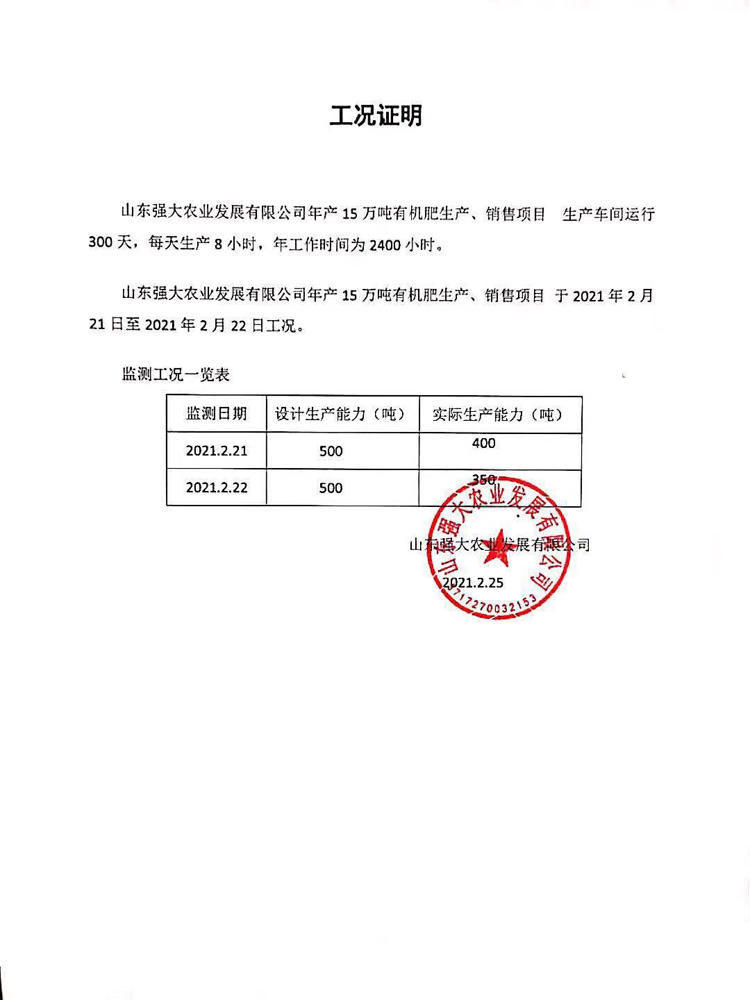 工况证明
山东强大农业发展有限公司年产 15 万吨有机肥生产、销售项目 生产车间运行
300 天，每天生产 8 小时，年工作时间为 2400 小时。
山东强大农业发展有限公司年产 15 万吨有机肥生产、销售项目 于 2021 年 2 月
21 日至 2021 年 2 月 22 日工况。
监测工况一览表
监测日期 设计生产能力（吨） 实际生产能力（吨）
2021.2.21 500 400
2021.2.22 500 350
山东强大农业发展有限公司
山东强大农业发展有限公司
2021.2.25
3717270032153